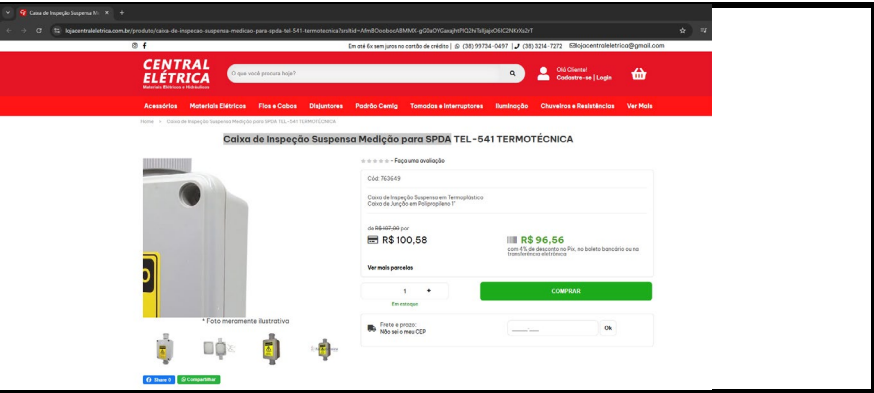 Caixa de Inspeção Suspensa M
lojacentraleletrica.com.br/produto/caixa-de-inspecao-suspensa-medicao-para-spda-tel-541-termotecnica?
Em até 6x sem juros no cartão de crédito | (38) 99734-0497 | (38) 3214-7272 lojacentraleletrica@gmail.com
CENTRAL
ELÉTRICA
Materiais Elétricos e Hidráulicos
O que você procura hoje?
Olá Cliente!
Cadastre-se | Login
Acessórios Materiais Elétricos Fios e Cabos Disjuntores Padrão Cemig Tomadas e Interruptores Iluminação Chuveiros e Resistências Ver Mais
Home > Caixa de Inspeção Suspensa Medição para SPDA TEL-541 TERMOTÉCNICA
Caixa de Inspeção Suspensa Medição para SPDA TEL-541 TERMOTÉCNICA
- Faça uma avaliação
Cód: 763649
Caixa de Inspeção Suspensa em Termoplástico
Caixa de Junção em Polipropileno 1"
de R$ 107,00 por
R$ 100,58
R$ 96,56
com 4% de desconto no Pix, no boleto bancário ou na
transferência eletrônica
Ver mais parcelas
1 +
COMPRAR
Em estoque
* Foto meramente ilustrativa
Frete e prazo:
Não sei o meu CEP
_____-___
Ok
Share 0
Compartilhar